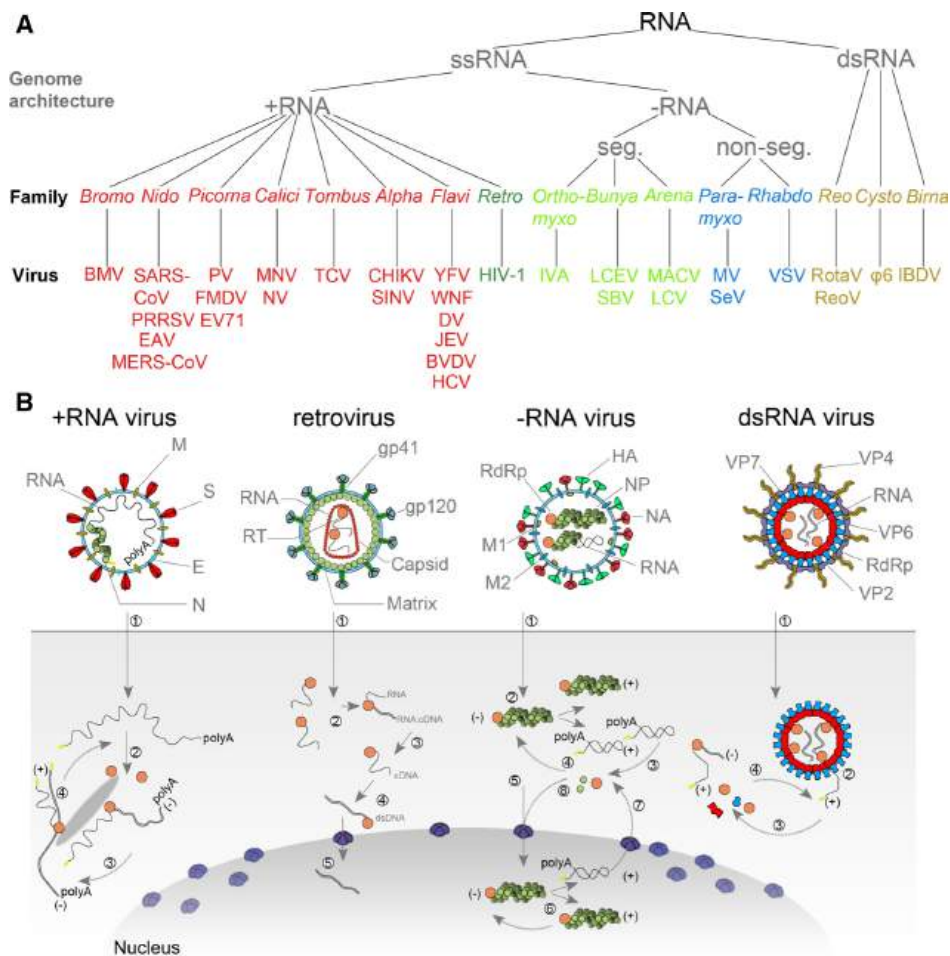 A
RNA
ssRNA
dsRNA
Genome
architecture
+RNA
-RNA
seg.
non-seg.
Family
Bromo Nido Picorna Calici Tombus Alpha Flavi Retro Ortho- Bunya Arena Para- Rhabdo Reo Cysto Birna
myxo myxo
Virus
BMV SARS- PV MNV TCV CHIKV YFV HIV-1 IVA LCEV MACV MV VSV RotaV φ6 IBDV
CoV FMDV NV SINV WNF SBV LCV SeV ReoV
PRRSV EV71 DV
EAV JEV
MERS-CoV BVDV
HCV
B
+RNA virus
retrovirus
-RNA virus
dsRNA virus
M
RNA
S
polyA
E
N
gp41
RNA
gp120
RT
Capsid
Matrix
HA
RdRp
NP
NA
M1
M2
RNA
VP4
VP7
RNA
VP6
RdRp
VP2
① ① ① ①
polyA
②
(+)
④
polyA
(-)
③
polyA
(-)
②
RNA
RNA:cDNA
③
cDNA
④
dsDNA
⑤
(+)
②
(-)
polyA
(+)
④
③
⑤
⑧
⑦
polyA
(+)
(-)
⑥
(+)
(-)
④
②
(+)
(+)
③
Nucleus